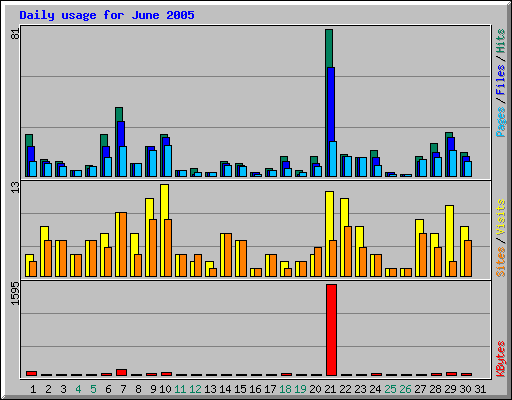 Daily usage for June 2005
81
Pages / Files / Hits
13
Sites / Visits
1595
KBytes
1 2 3 4 5 6 7 8 9 10 11 12 13 14 15 16 17 18 19 20 21 22 23 24 25 26 27 28 29 30 31